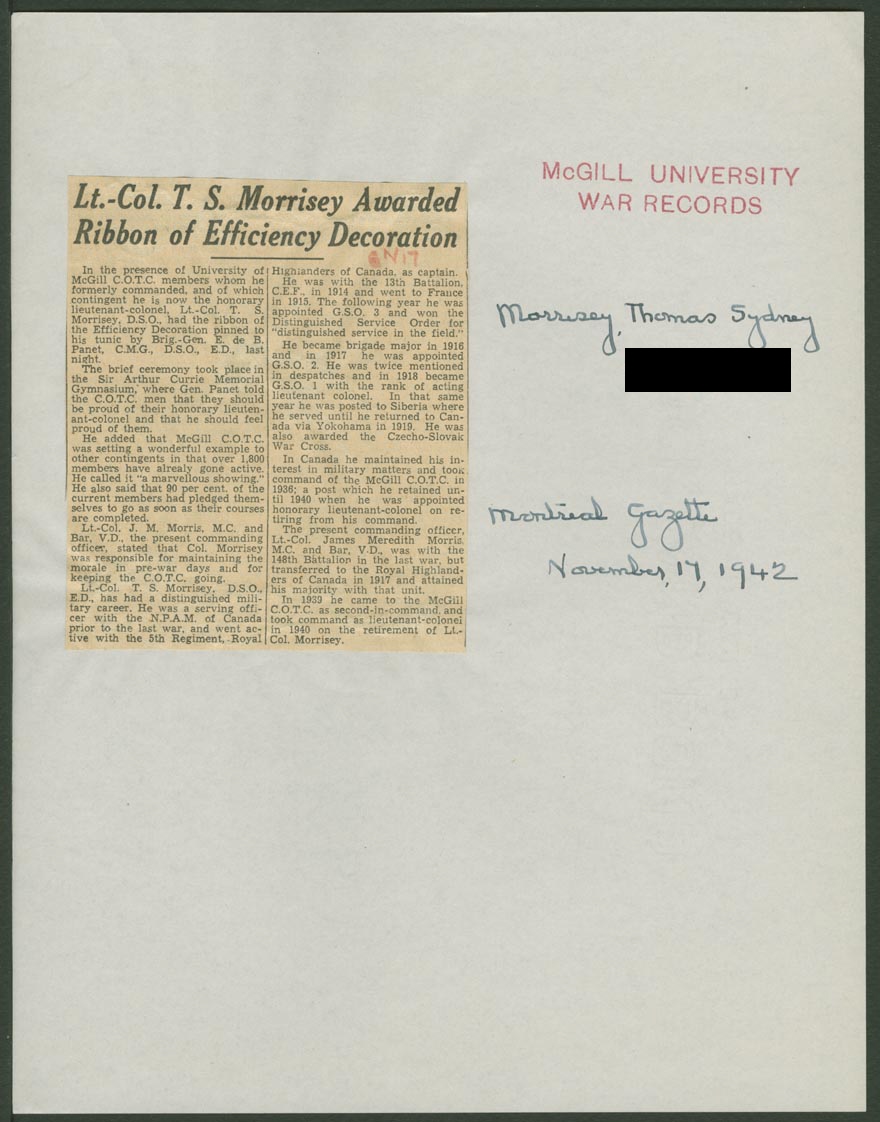 McGILL UNIVERSITY
WAR RECORDS
Lt.-Col. T. S. Morrisey Awarded
Ribbon of Efficiency Decoration
GN17
In the presence of University of
McGill C.O.T.C. members whom he
formerly commanded, and of which
contingent he is now the honorary
lieutenant-colonel, Lt.-Col. T. S.
Morrisey, D.S.O., had the ribbon of
the Efficiency Decoration pinned to
his tunic by Brig.-Gen. E. de B.
Panet, C.M.G., D.S.O., E.D., last
night.
The brief ceremony took place in
the Sir Arthur Currie Memorial
Gymnasium, where Gen. Panet told
the C.O.T.C. men that they should
be proud of their honorary lieuten-
ant-colonel and that he should feel
proud of them.
He added that McGill C.O.T.C.
was setting a wonderful example to
other contingents in that over 1,800
members have alrealy gone active.
He called it "a marvellous showing."
He also said that 90 per cent. of the
current members had pledged them-
selves to go as soon as their courses
are completed.
Lt.-Col. J. M. Morris, M.C. and
Bar, V.D., the present commanding
officer, stated that Col. Morrisey
was responsible for maintaining the
morale in pre-war days and for
keeping the C.O.T.C. going.
Lt.-Col. T. S. Morrisey, D.S.O.,
E.D., has had a distinguished mili-
tary career. He was a serving offi-
cer with the N.P.A.M. of Canada
prior to the last war, and went ac-
tive with the 5th Regiment, Royal
Highlanders of Canada, as captain.
He was with the 13th Battalion,
C.E.F., in 1914 and went to France
in 1915. The following year he was
appointed G.S.O. 3 and won the
Distinguished Service Order for
"distinguished service in the field."
He became brigade major in 1916
and in 1917 he was appointed
G.S.O. 2. He was twice mentioned
in despatches and in 1918 became
G.S.O. 1 with the rank of acting
lieutenant colonel. In that same
year he was posted to Siberia where
he served until he returned to Can-
ada via Yokohama in 1919. He was
also awarded the Czecho-Slovak
War Cross.
In Canada he maintained his in-
terest in military matters and took
command of the McGill C.O.T.C. in
1936; a post which he retained un-
til 1940 when he was appointed
honorary lieutenant-colonel on re-
tiring from his command.
The present commanding officer,
Lt.-Col. James Meredith Morris
M.C. and Bar, V.D., was with the
148th Battalion in the last war, but
transferred to the Royal Highland-
ers of Canada in 1917 and attained
his majority with that unit.
In 1939 he came to the McGill
C.O.T.C. as second-in-command, and
took command as lieutenant-colonel
in 1940 on the retirement of Lt.-
Col. Morrisey.
Morrisey, Thomas Sydney
Montreal Gazette
November, 17, 1942